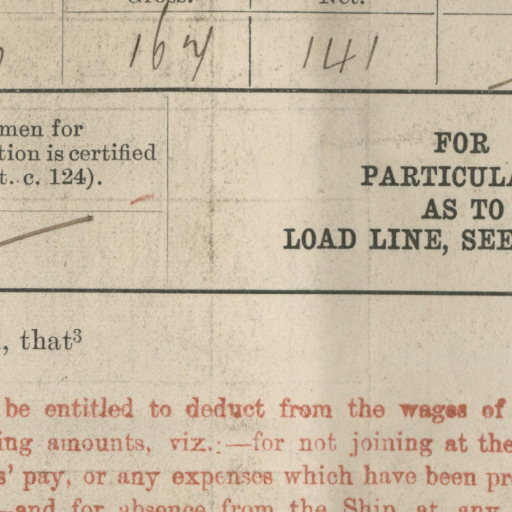 Gross. Net.
164 141
men for
tion is certified
t. c. 124).
FOR
PARTICULA
AS TO
LOAD LINE, SEE
, that³
be entitled to deduct from the wages of
ing amounts, viz.:—for not joining at the
s' pay, or any expenses which have been pr
—and for absence from the Ship at any